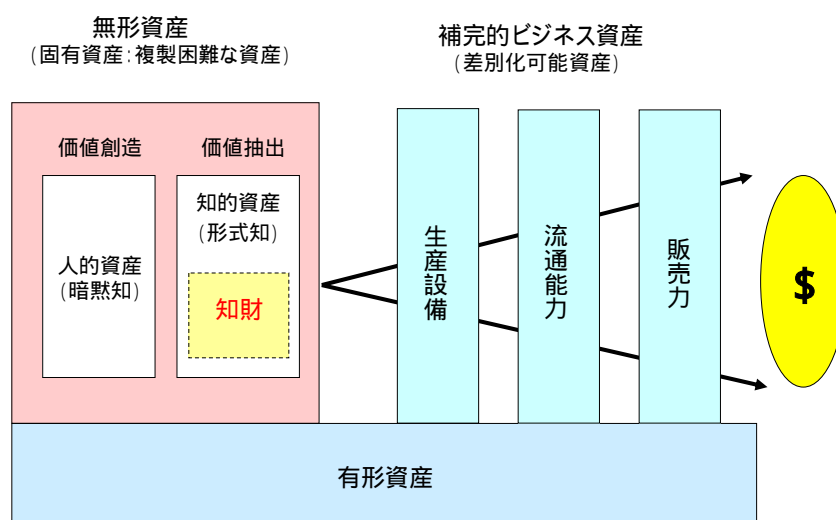 無形資産
(固有資産:複製困難な資産)
補完的ビジネス資産
(差別化可能資産)
価値創造
価値抽出
人的資産
(暗黙知)
知的資産
(形式知)
知財
生産設備
流通能力
販売力
$
有形資産